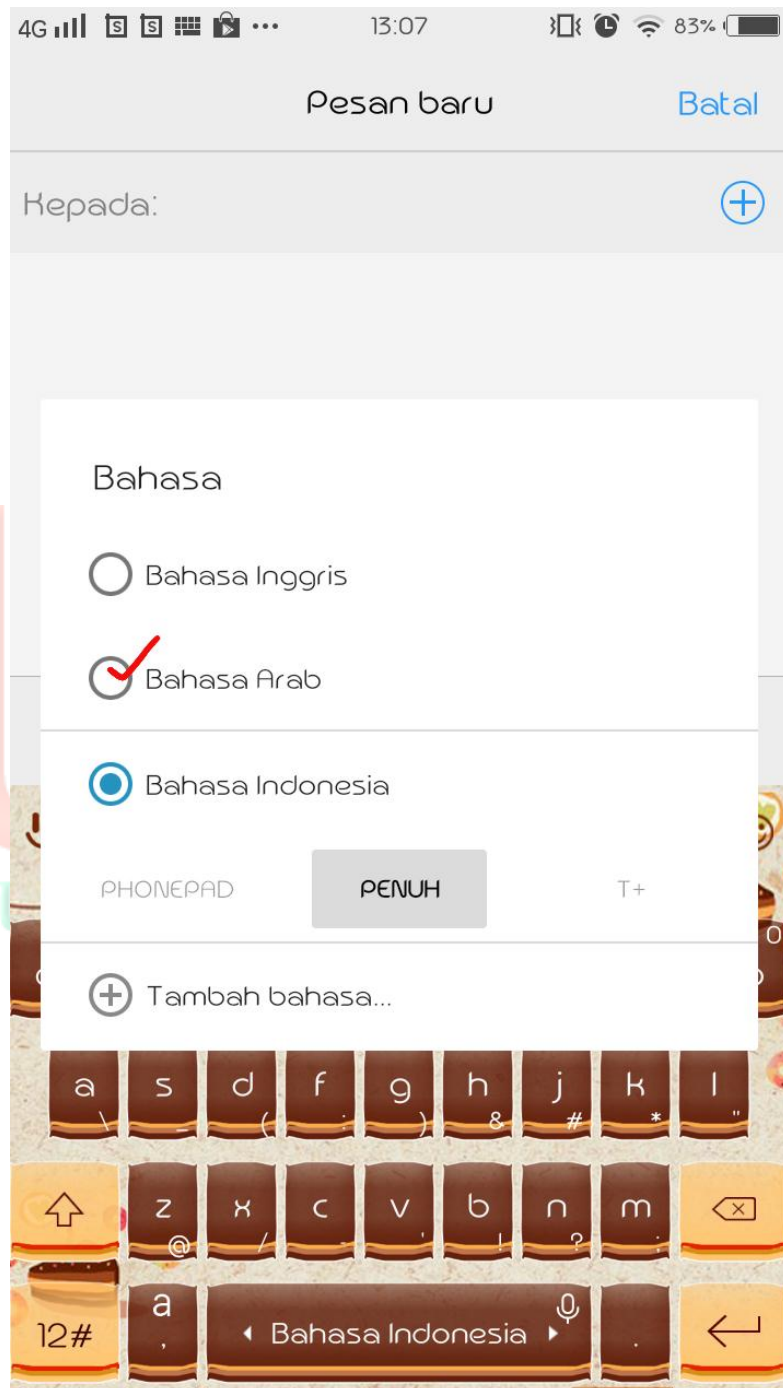 4G 13:07 83%
Pesan baru Batal
Kepada:
Bahasa
Bahasa Inggris
Bahasa Arab
Bahasa Indonesia
PHONEPAD PENUH T+
Tambah bahasa...
a s d f g h j k l
\ _ ( : ) & # * "
z x c v b n m
@ / - ' ! ? ;
12# a , Bahasa Indonesia .